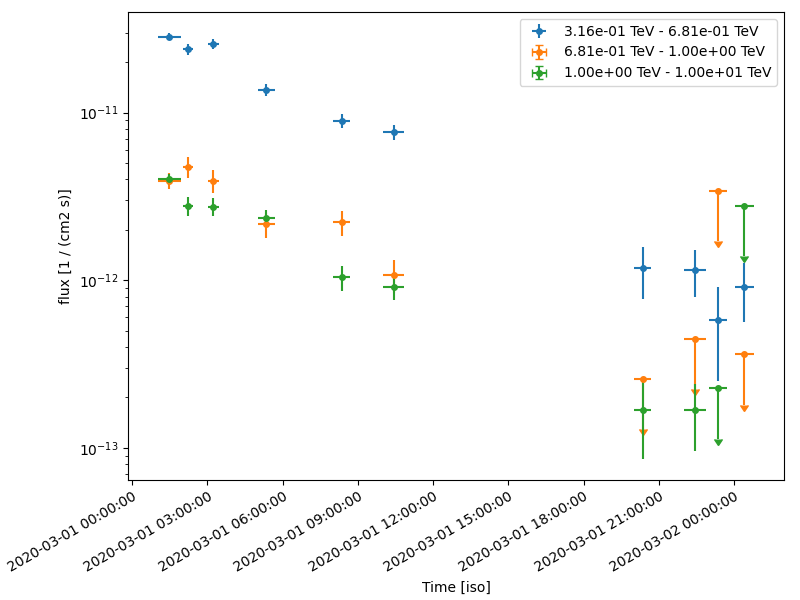 3.16e-01 TeV - 6.81e-01 TeV
6.81e-01 TeV - 1.00e+00 TeV
1.00e+00 TeV - 1.00e+01 TeV
flux [1 / (cm2 s)]
10⁻¹¹
10⁻¹²
10⁻¹³
2020-03-01 00:00:00
2020-03-01 03:00:00
2020-03-01 06:00:00
2020-03-01 09:00:00
2020-03-01 12:00:00
2020-03-01 15:00:00
2020-03-01 18:00:00
2020-03-01 21:00:00
2020-03-02 00:00:00
Time [iso]